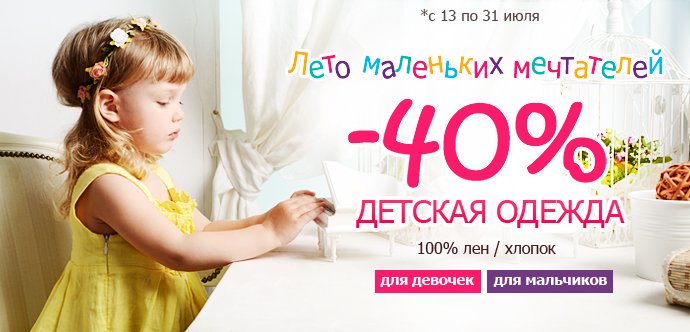 *с 13 по 31 июля
Лето маленьких мечтателей
-40%
ДЕТСКАЯ ОДЕЖДА
100% лен / хлопок
для девочек для мальчиков